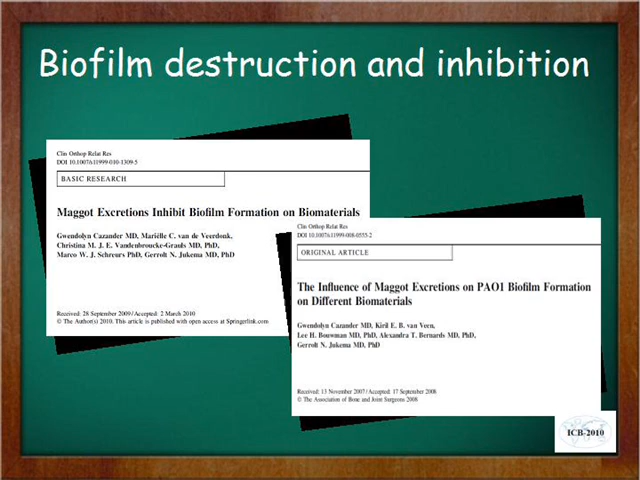 Biofilm destruction and inhibition
Clin Orthop Relat Res
DOI 10.1007/s11999-010-1309-5
BASIC RESEARCH
Maggot Excretions Inhibit Biofilm Formation on Biomaterials
Gwendolyn Cazander MD, Mariëlle C. van de Veerdonk,
Christina M. J. E. Vandenbroucke-Grauls MD, PhD,
Marco W. J. Schreurs PhD, Gerrolt N. Jukema MD, PhD
Received: 28 September 2009 / Accepted: 2 March 2010
© The Author(s) 2010. This article is published with open access at Springerlink.com
Clin Orthop Relat Res
DOI 10.1007/s11999-008-0555-2
ORIGINAL ARTICLE
The Influence of Maggot Excretions on PAO1 Biofilm Formation
on Different Biomaterials
Gwendolyn Cazander MD, Kiril E. B. van Veen,
Lee H. Bouwman MD, PhD, Alexandra T. Bernards MD, PhD,
Gerrolt N. Jukema MD, PhD
Received: 13 November 2007 / Accepted: 17 September 2008
© The Association of Bone and Joint Surgeons 2008
ICB-2010